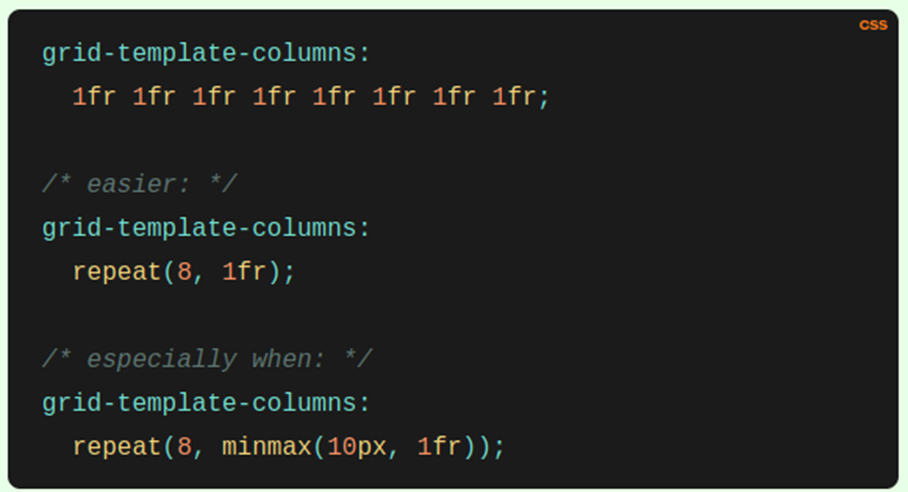 CSS
grid-template-columns:
1fr 1fr 1fr 1fr 1fr 1fr 1fr 1fr;
/* easier: */
grid-template-columns:
repeat(8, 1fr);
/* especially when: */
grid-template-columns:
repeat(8, minmax(10px, 1fr));